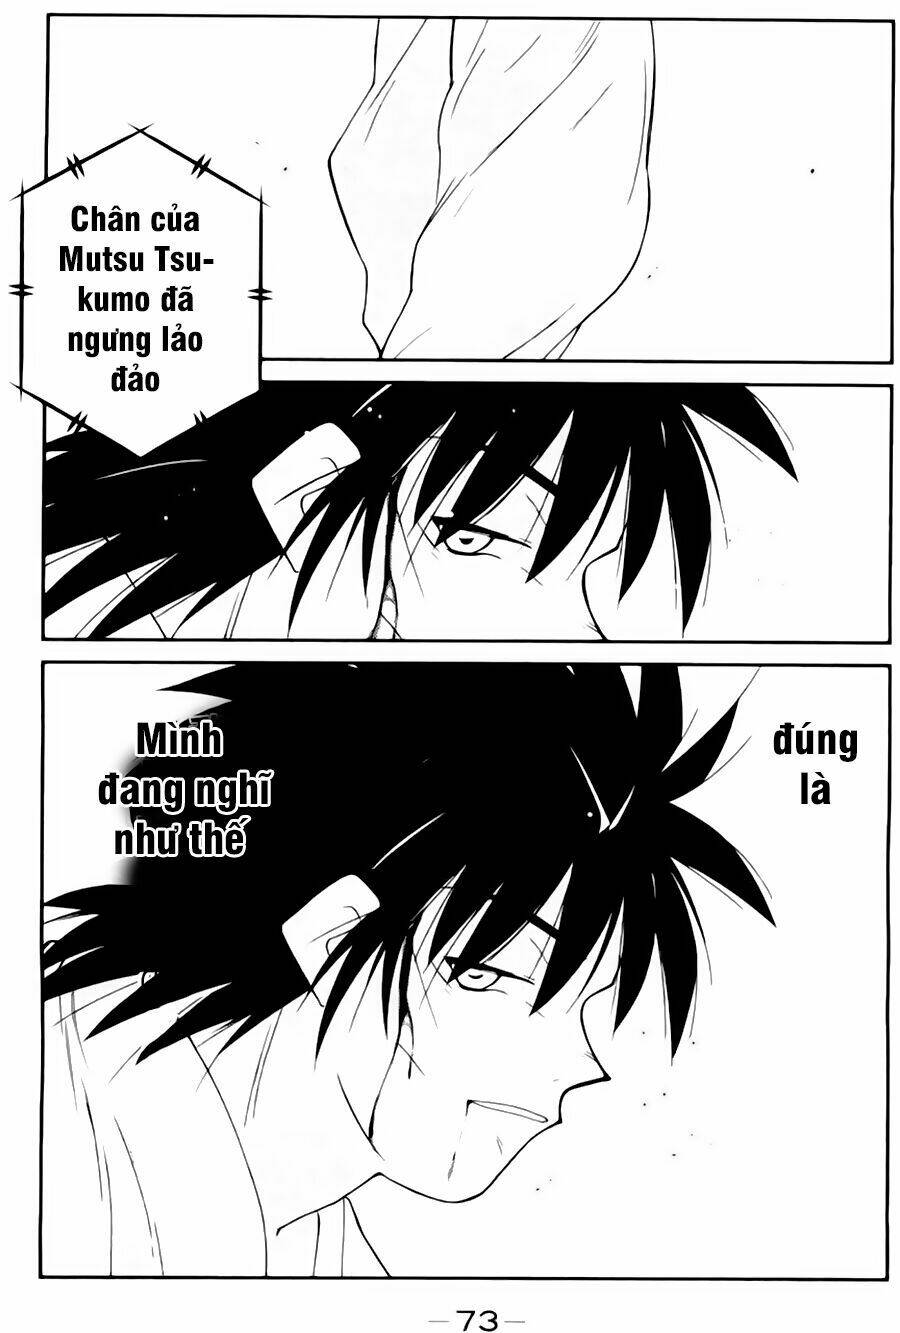 Chân của
Mutsu Tsu-
kumo đã
ngưng lảo
đảo
đúng
là
Mình
đang nghĩ
như thế
-73-